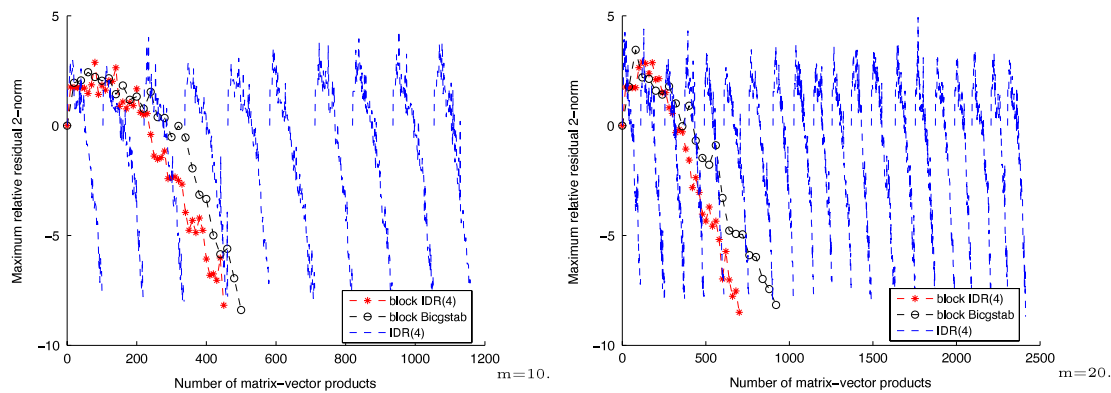 Maximum relative residual 2−norm
5
0
−5
−10
0
200
400
600
800
1000
1200
Number of matrix−vector products
block IDR(4)
block Bicgstab
IDR(4)
m=10.
Maximum relative residual 2−norm
5
0
−5
−10
0
500
1000
1500
2000
2500
Number of matrix−vector products
block IDR(4)
block Bicgstab
IDR(4)
m=20.